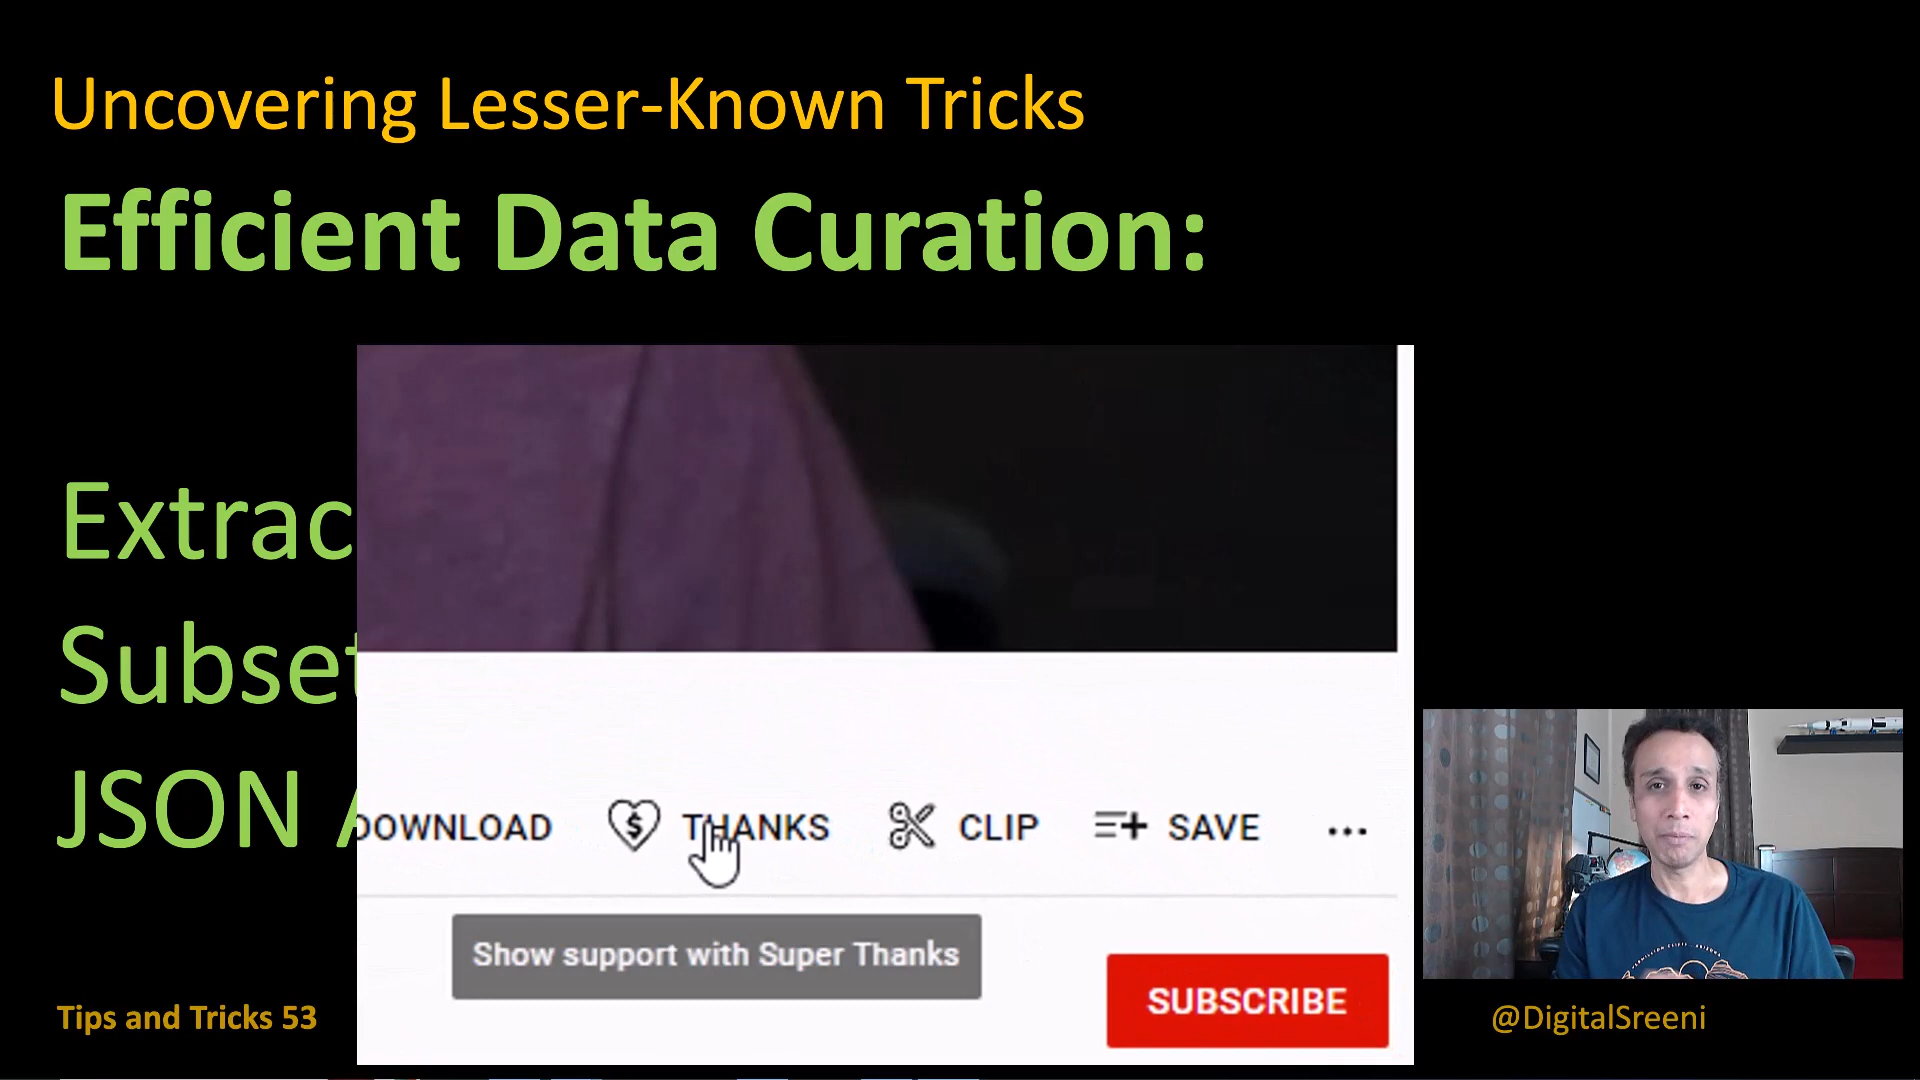 Uncovering Lesser-Known Tricks
Efficient Data Curation:
Extrac
Subset
JSON A
DOWNLOAD THANKS CLIP SAVE ...
Show support with Super Thanks
SUBSCRIBE
Tips and Tricks 53
@DigitalSreeni